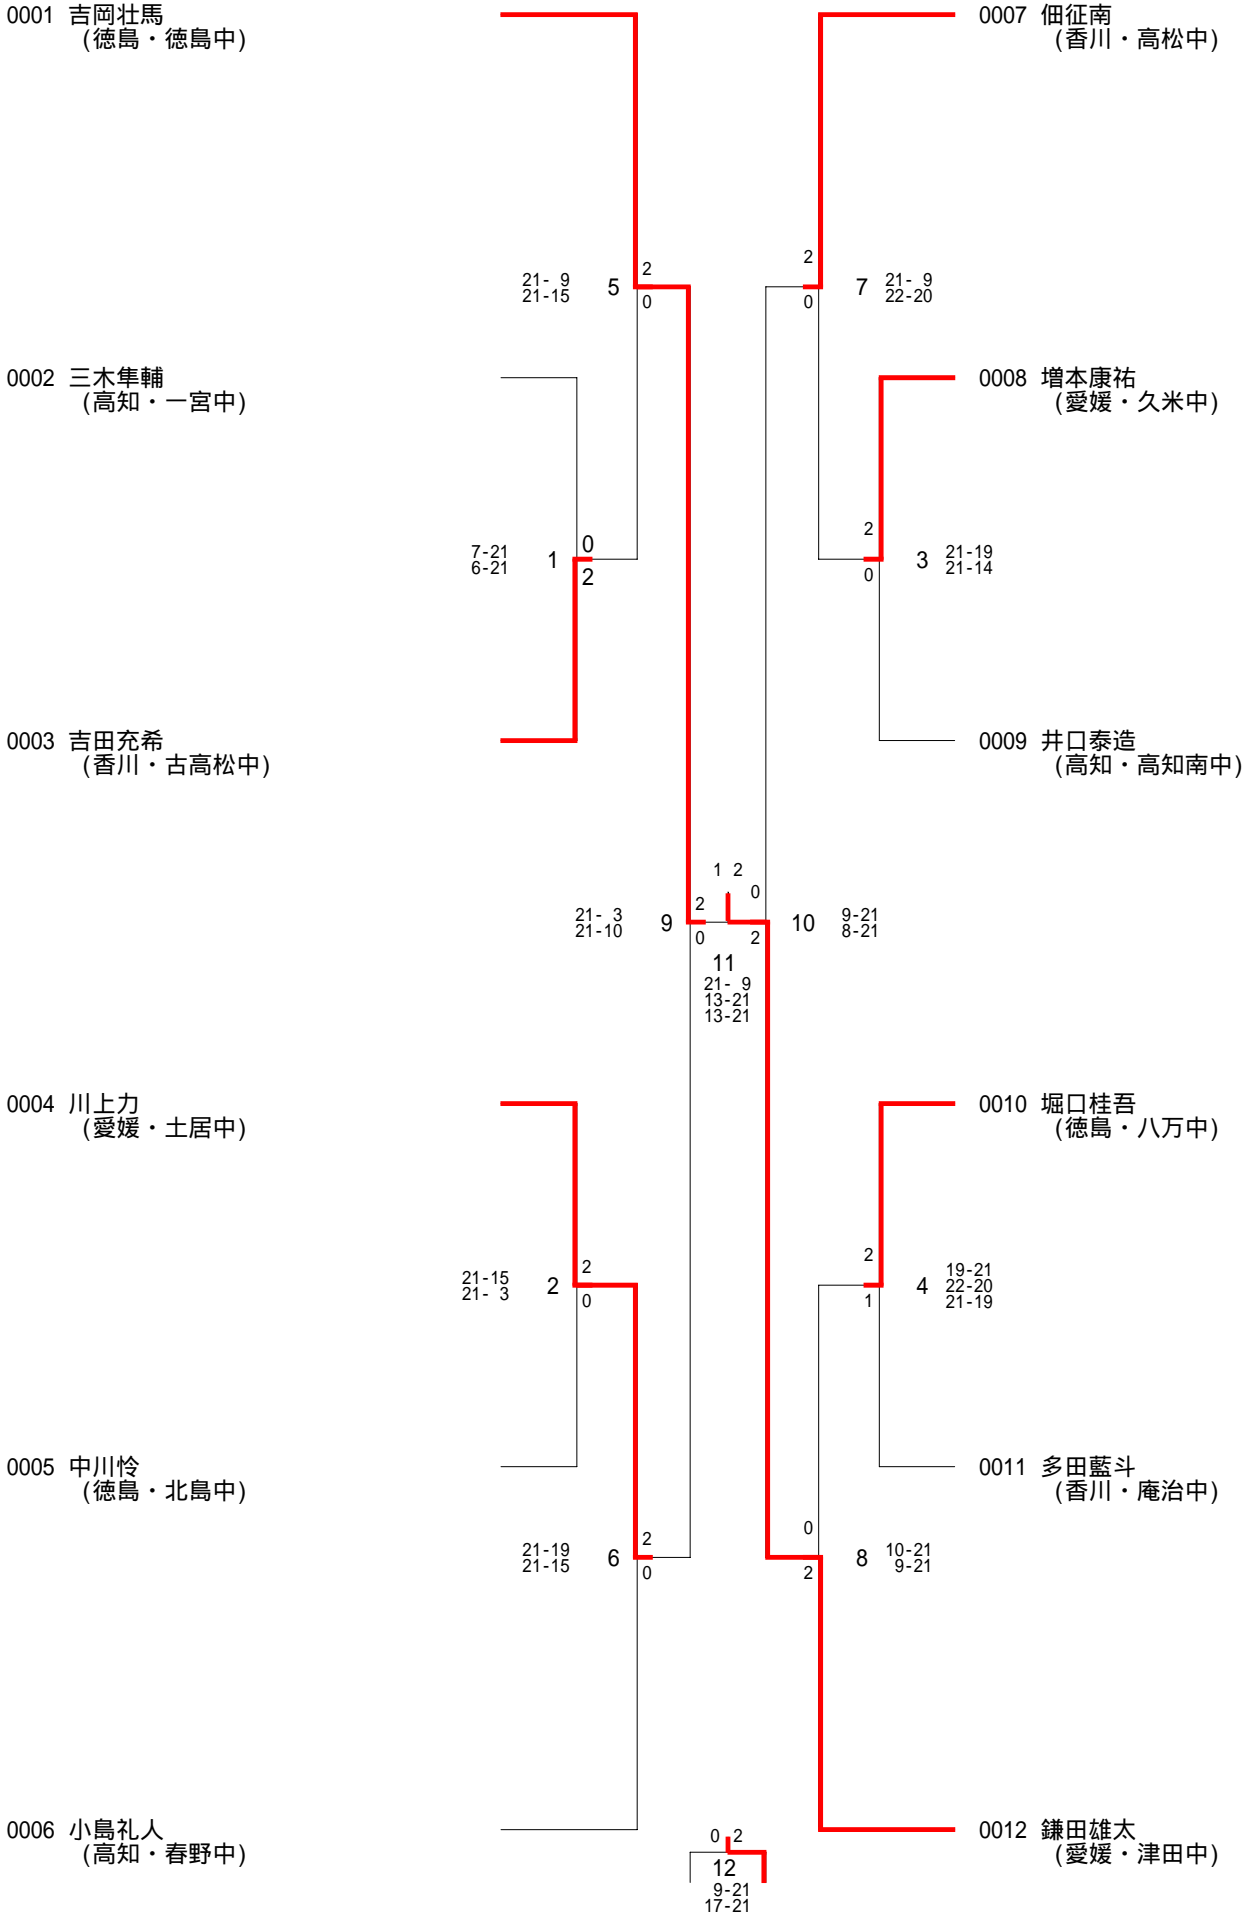 0001 吉岡壮馬
(徳島・徳島中)
0007 佃征南
(香川・高松中)
21- 9
21-15
5
2
0
2
0
7
21- 9
22-20
0002 三木隼輔
(高知・一宮中)
0008 増本康祐
(愛媛・久米中)
7-21
6-21
1
0
2
2
0
3
21-19
21-14
0003 吉田充希
(香川・古高松中)
0009 井口泰造
(高知・高知南中)
21- 3
21-10
9
2
0
1 2
0
2
10
9-21
8-21
11
21- 9
13-21
13-21
0004 川上力
(愛媛・土居中)
0010 堀口桂吾
(徳島・八万中)
21-15
21- 3
2
2
0
2
1
4
19-21
22-20
21-19
0005 中川怜
(徳島・北島中)
0011 多田藍斗
(香川・庵治中)
21-19
21-15
6
2
0
0
2
8
10-21
9-21
0006 小島礼人
(高知・春野中)
0012 鎌田雄太
(愛媛・津田中)
0 2
12
9-21
17-21